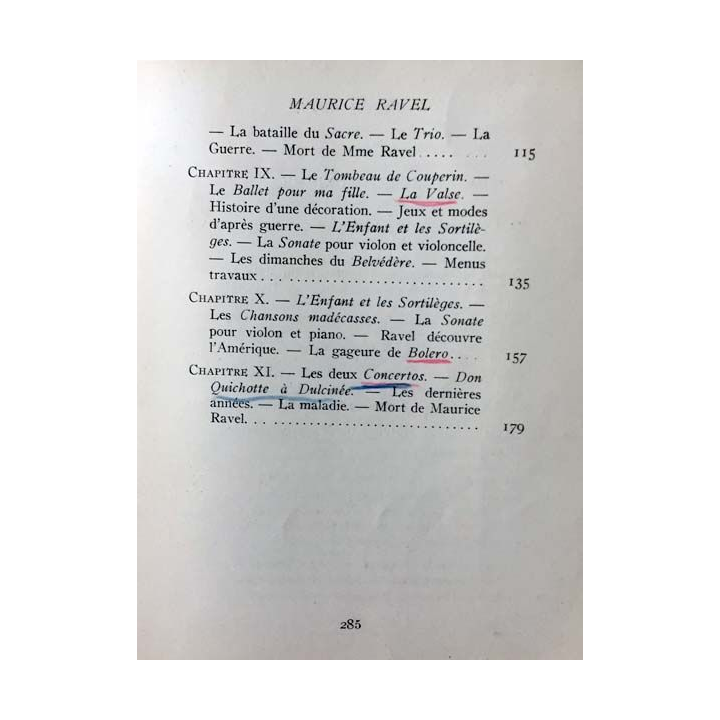 MAURICE RAVEL
— La bataille du Sacre. — Le Trio. — La
Guerre. — Mort de Mme Ravel..... ... 115
CHAPITRE IX. — Le Tombeau de Couperin. —
Le Ballet pour ma fille. — La Valse. —
Histoire d'une décoration. — Jeux et modes
d'après guerre. — L'Enfant et les Sortilè-
ges. — La Sonate pour violon et violoncelle.
— Les dimanches du Belvédère. — Menus
travaux............................... 135
CHAPITRE X. — L'Enfant et les Sortilèges. —
Les Chansons madécasses. — La Sonate
pour violon et piano. — Ravel découvre
l'Amérique. — La gageure de Bolero.... 157
CHAPITRE XI. — Les deux Concertos. — Don
Quichotte à Dulcinée. — Les dernières
années. — La maladie. — Mort de Maurice
Ravel................................. 179
285